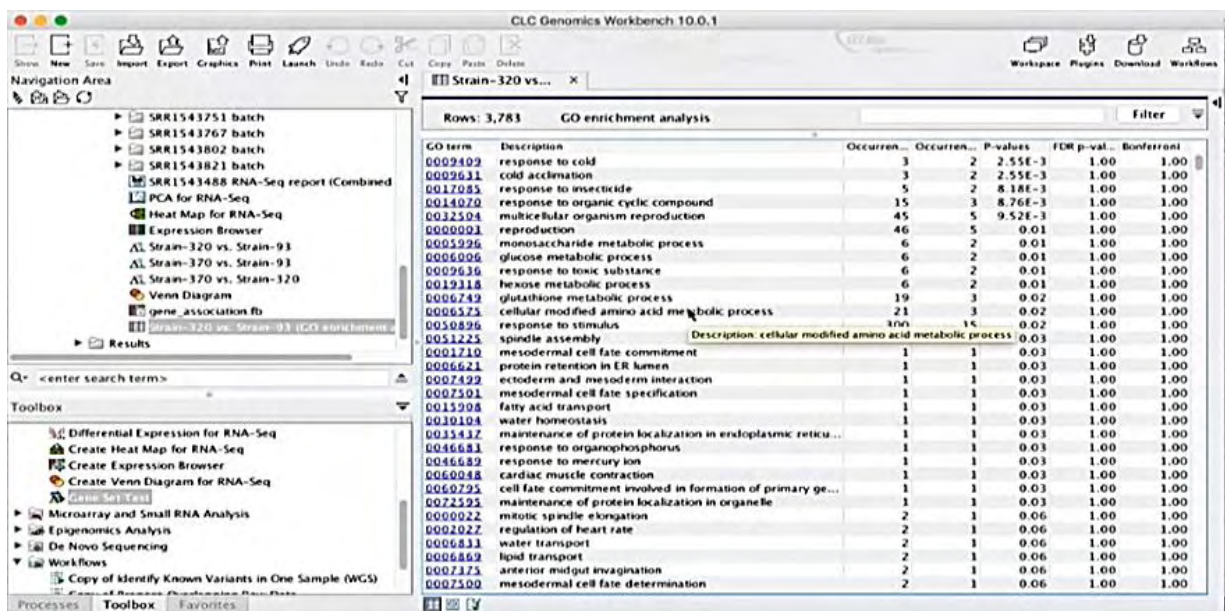 CLC Genomics Workbench 10.0.1
Show New Save Import Export Graphics Print Launch Undo Redo Cut Copy Paste Delete Workspace Plugins Download Workflows
Navigation Area
SRR1543751 batch
SRR1543767 batch
SRR1543802 batch
SRR1543821 batch
SRR1543488 RNA-Seq report (Combined
PCA for RNA-Seq
Heat Map for RNA-Seq
Expression Browser
Strain-320 vs. Strain-93
Strain-370 vs. Strain-93
Strain-370 vs. Strain-320
Venn Diagram
gene_association.fb
Strain-320 vs. Strain-93 (GO enrichment a
Results
<enter search term>
Toolbox
Differential Expression for RNA-Seq
Create Heat Map for RNA-Seq
Create Expression Browser
Create Venn Diagram for RNA-Seq
Gene Set Test
Microarray and Small RNA Analysis
Epigenomics Analysis
De Novo Sequencing
Workflows
Copy of Identify Known Variants in One Sample (WGS)
Processes Toolbox Favorites
Strain-320 vs... ×
Rows: 3,783 GO enrichment analysis Filter
GO term Description Occurren... Occurren... P-values FDR p-val... Bonferroni
0009409 response to cold 3 2 2.55E-3 1.00 1.00
0009631 cold acclimation 3 2 2.55E-3 1.00 1.00
0017085 response to insecticide 5 2 8.18E-3 1.00 1.00
0014070 response to organic cyclic compound 15 3 8.76E-3 1.00 1.00
0032504 multicellular organism reproduction 45 5 9.52E-3 1.00 1.00
0000003 reproduction 46 5 0.01 1.00 1.00
0005996 monosaccharide metabolic process 6 2 0.01 1.00 1.00
0006006 glucose metabolic process 6 2 0.01 1.00 1.00
0009636 response to toxic substance 6 2 0.01 1.00 1.00
0019318 hexose metabolic process 6 2 0.01 1.00 1.00
0006749 glutathione metabolic process 19 3 0.02 1.00 1.00
0006575 cellular modified amino acid metabolic process 21 3 0.02 1.00 1.00
0050896 response to stimulus 300 15 0.02 1.00 1.00
Description: cellular modified amino acid metabolic process
0051225 spindle assembly 0.03 1.00 1.00
0001710 mesodermal cell fate commitment 1 1 0.03 1.00 1.00
0006621 protein retention in ER lumen 1 1 0.03 1.00 1.00
0007499 ectoderm and mesoderm interaction 1 1 0.03 1.00 1.00
0007501 mesodermal cell fate specification 1 1 0.03 1.00 1.00
0015908 fatty acid transport 1 1 0.03 1.00 1.00
0030104 water homeostasis 1 1 0.03 1.00 1.00
0035437 maintenance of protein localization in endoplasmic reticu... 1 1 0.03 1.00 1.00
0046683 response to organophosphorus 1 1 0.03 1.00 1.00
0046689 response to mercury ion 1 1 0.03 1.00 1.00
0060048 cardiac muscle contraction 1 1 0.03 1.00 1.00
0060795 cell fate commitment involved in formation of primary ge... 1 1 0.03 1.00 1.00
0072595 maintenance of protein localization in organelle 1 1 0.03 1.00 1.00
0000022 mitotic spindle elongation 2 1 0.06 1.00 1.00
0002027 regulation of heart rate 2 1 0.06 1.00 1.00
0006833 water transport 2 1 0.06 1.00 1.00
0006869 lipid transport 2 1 0.06 1.00 1.00
0007375 anterior midgut invagination 2 1 0.06 1.00 1.00
0007500 mesodermal cell fate determination 2 1 0.06 1.00 1.00